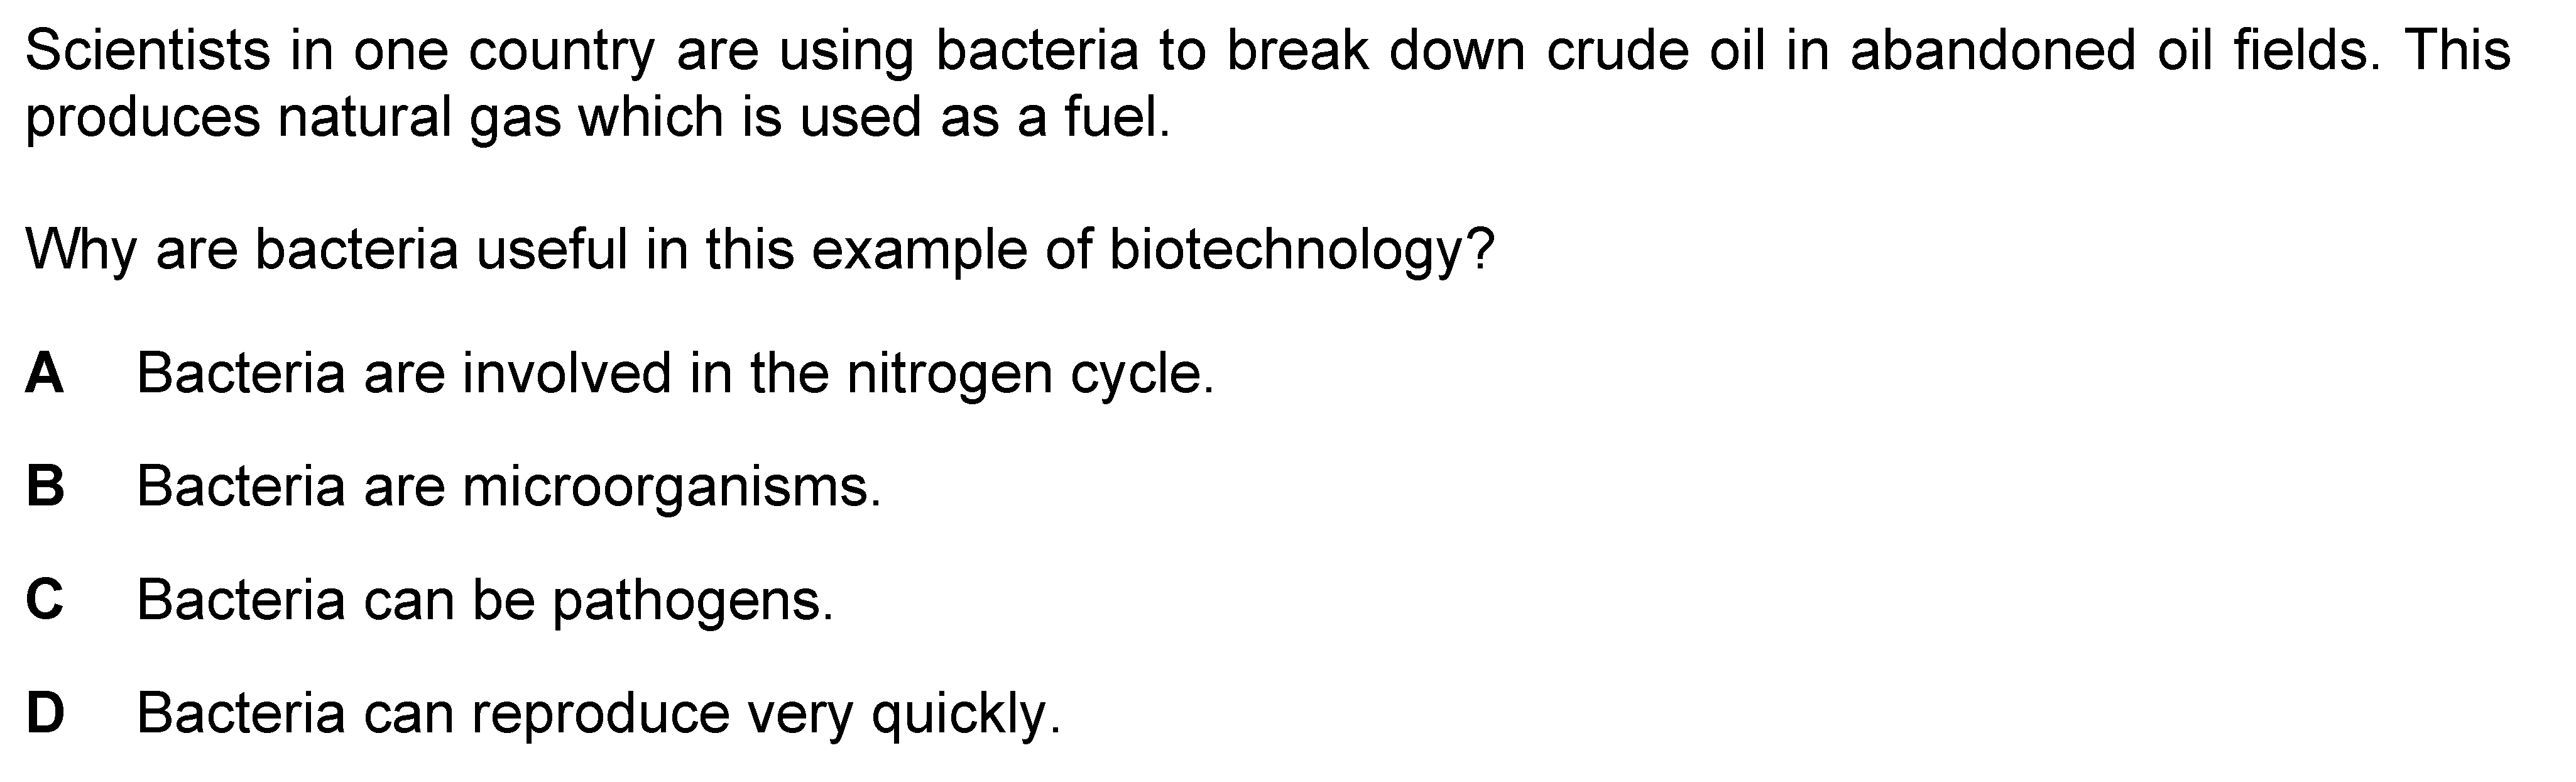 Scientists in one country are using bacteria to break down crude oil in abandoned oil fields. This
produces natural gas which is used as a fuel.
Why are bacteria useful in this example of biotechnology?
A Bacteria are involved in the nitrogen cycle.
B Bacteria are microorganisms.
C Bacteria can be pathogens.
D Bacteria can reproduce very quickly.